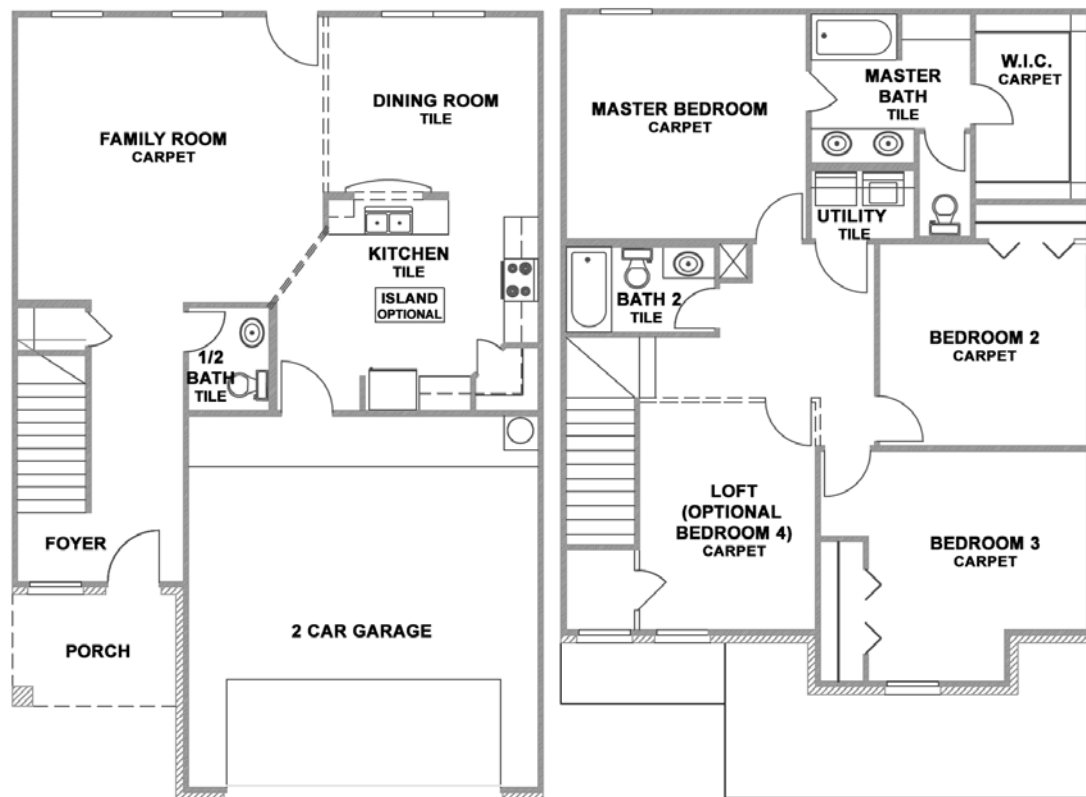 FAMILY ROOM
CARPET
DINING ROOM
TILE
KITCHEN
TILE
ISLAND
OPTIONAL
1/2
BATH
TILE
FOYER
PORCH
2 CAR GARAGE
MASTER BEDROOM
CARPET
MASTER
BATH
TILE
W.I.C.
CARPET
UTILITY
TILE
BATH 2
TILE
BEDROOM 2
CARPET
LOFT
(OPTIONAL
BEDROOM 4)
CARPET
BEDROOM 3
CARPET